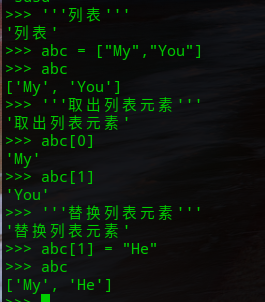 >>> '''列表'''
'列表'
>>> abc = ["My","You"]
>>> abc
['My', 'You']
>>> '''取出列表元素'''
'取出列表元素'
>>> abc[0]
'My'
>>> abc[1]
'You'
>>> '''替换列表元素'''
'替换列表元素'
>>> abc[1] = "He"
>>> abc
['My', 'He']
>>>